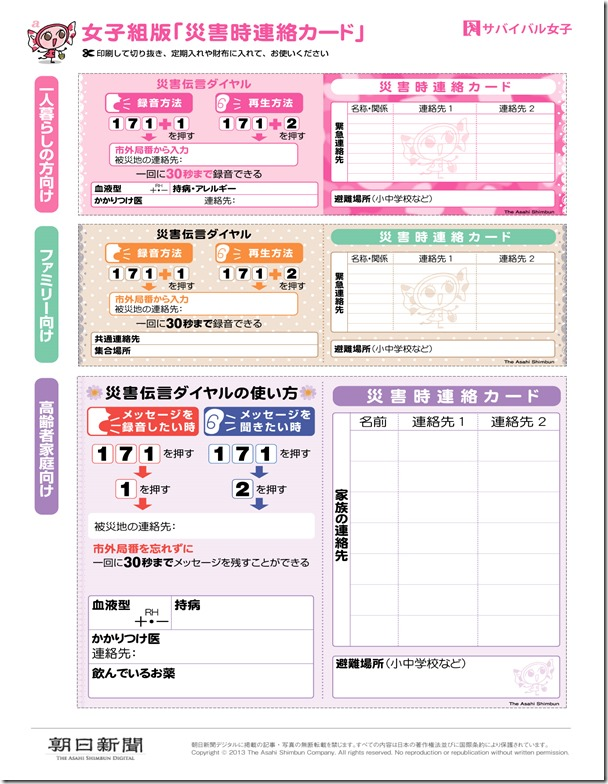 女子組版「災害時連絡カード」
サバイバル女子
✂印刷して切り抜き、定期入れや財布に入れて、お使いください
一人暮らしの方向け
災害伝言ダイヤル
録音方法
再生方法
171+1
を押す
171+2
を押す
市外局番から入力
被災地の連絡先:
一回に30秒まで録音できる
血液型 RH +・−
持病・アレルギー
かかりつけ医
連絡先:
災害時連絡カード
緊急連絡先
名称・関係 連絡先1 連絡先2
避難場所(小中学校など)
The Asahi Shimbun
ファミリー向け
災害伝言ダイヤル
録音方法
再生方法
171+1
を押す
171+2
を押す
市外局番から入力
被災地の連絡先:
一回に30秒まで録音できる
共通連絡先
集合場所
災害時連絡カード
緊急連絡先
名称・関係 連絡先1 連絡先2
避難場所(小中学校など)
The Asahi Shimbun
高齢者家庭向け
災害伝言ダイヤルの使い方
メッセージを
録音したい時
メッセージを
聞きたい時
171を押す
171を押す
1を押す
2を押す
被災地の連絡先:
市外局番を忘れずに
一回に30秒までメッセージを残すことができる
血液型 RH +・−
持病
かかりつけ医
連絡先:
飲んでいるお薬
災害時連絡カード
家族の連絡先
名前 連絡先1 連絡先2
避難場所(小中学校など)
The Asahi Shimbun
朝日新聞
THE ASAHI SHIMBUN DIGITAL
朝日新聞デジタルに掲載の記事・写真の無断転載を禁じます。すべての内容は日本の著作権法並びに国際条約により保護されています。
Copyright © 2013 The Asahi Shimbun Company. All rights reserved. No reproduction or republication without written permission.